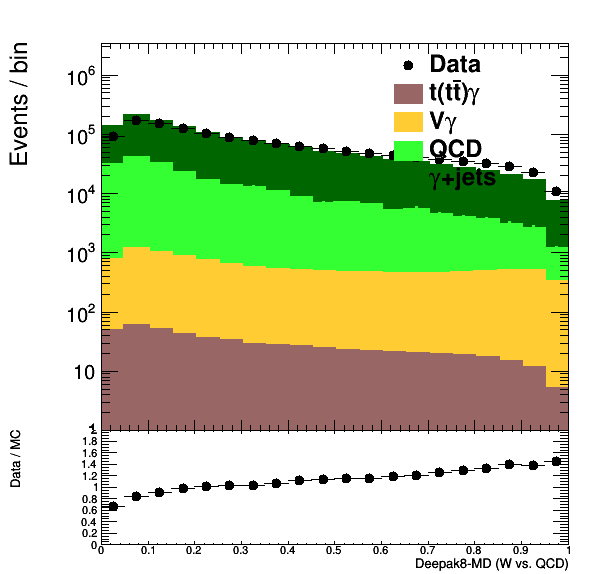 Events / bin
10⁶
10⁵
10⁴
10³
10²
10
1
Data
t(tt̄)γ
Vγ
QCD
γ+jets
Data / MC
2
1.8
1.6
1.4
1.2
1
0.8
0.6
0.4
0.2
0
0 0.1 0.2 0.3 0.4 0.5 0.6 0.7 0.8 0.9 1
Deepak8-MD (W vs. QCD)